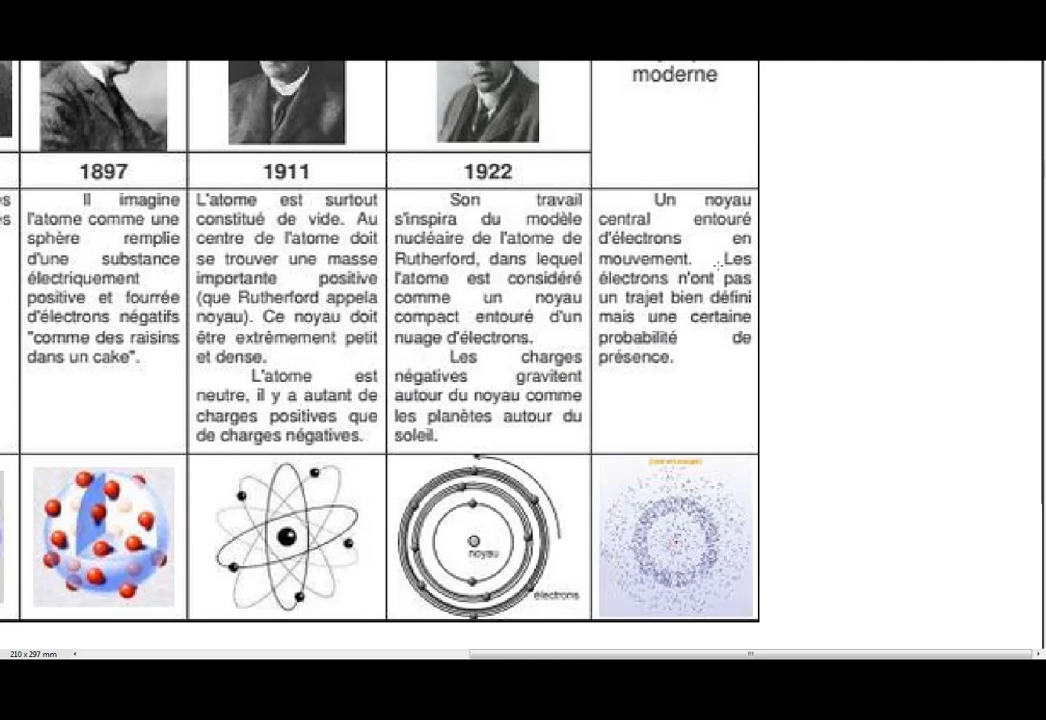 moderne
1897
1911
1922
Il imagine
l'atome comme une
sphère remplie
d'une substance
électriquement
positive et fourrée
d'électrons négatifs
"comme des raisins
dans un cake".
L'atome est surtout
constitué de vide. Au
centre de l'atome doit
se trouver une masse
importante positive
(que Rutherford appela
noyau). Ce noyau doit
être extrêmement petit
et dense.
L'atome est
neutre, il y a autant de
charges positives que
de charges négatives.
Son travail
s'inspira du modèle
nucléaire de l'atome de
Rutherford, dans lequel
l'atome est considéré
comme un noyau
compact entouré d'un
nuage d'électrons.
Les charges
négatives gravitent
autour du noyau comme
les planètes autour du
soleil.
Un noyau
central entouré
d'électrons en
mouvement. Les
électrons n'ont pas
un trajet bien défini
mais une certaine
probabilité de
présence.
noyau
électrons
210 x 297 mm